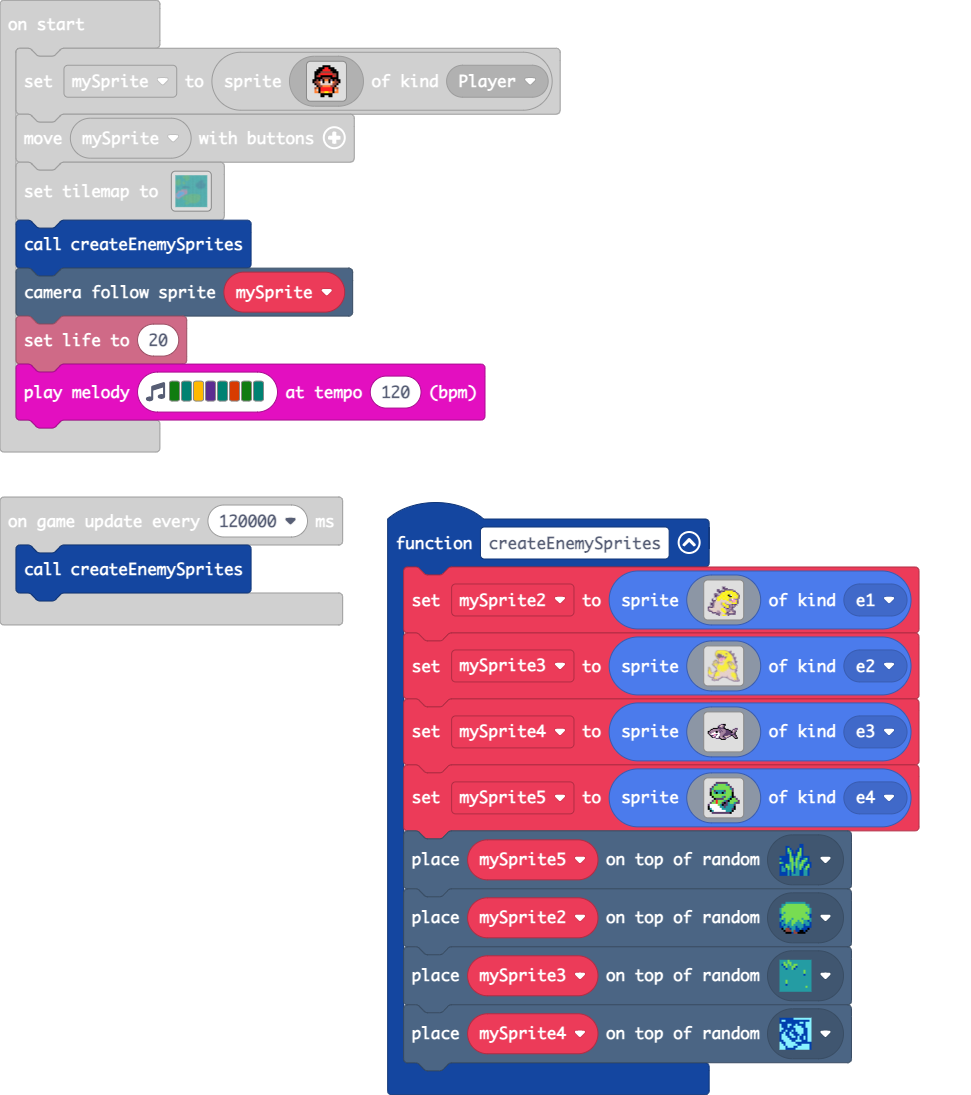 on start
set mySprite to sprite of kind Player
move mySprite with buttons
set tilemap to
call createEnemySprites
camera follow sprite mySprite
set life to 20
play melody at tempo 120 (bpm)
on game update every 120000 ms
call createEnemySprites
function createEnemySprites
set mySprite2 to sprite of kind e1
set mySprite3 to sprite of kind e2
set mySprite4 to sprite of kind e3
set mySprite5 to sprite of kind e4
place mySprite5 on top of random
place mySprite2 on top of random
place mySprite3 on top of random
place mySprite4 on top of random